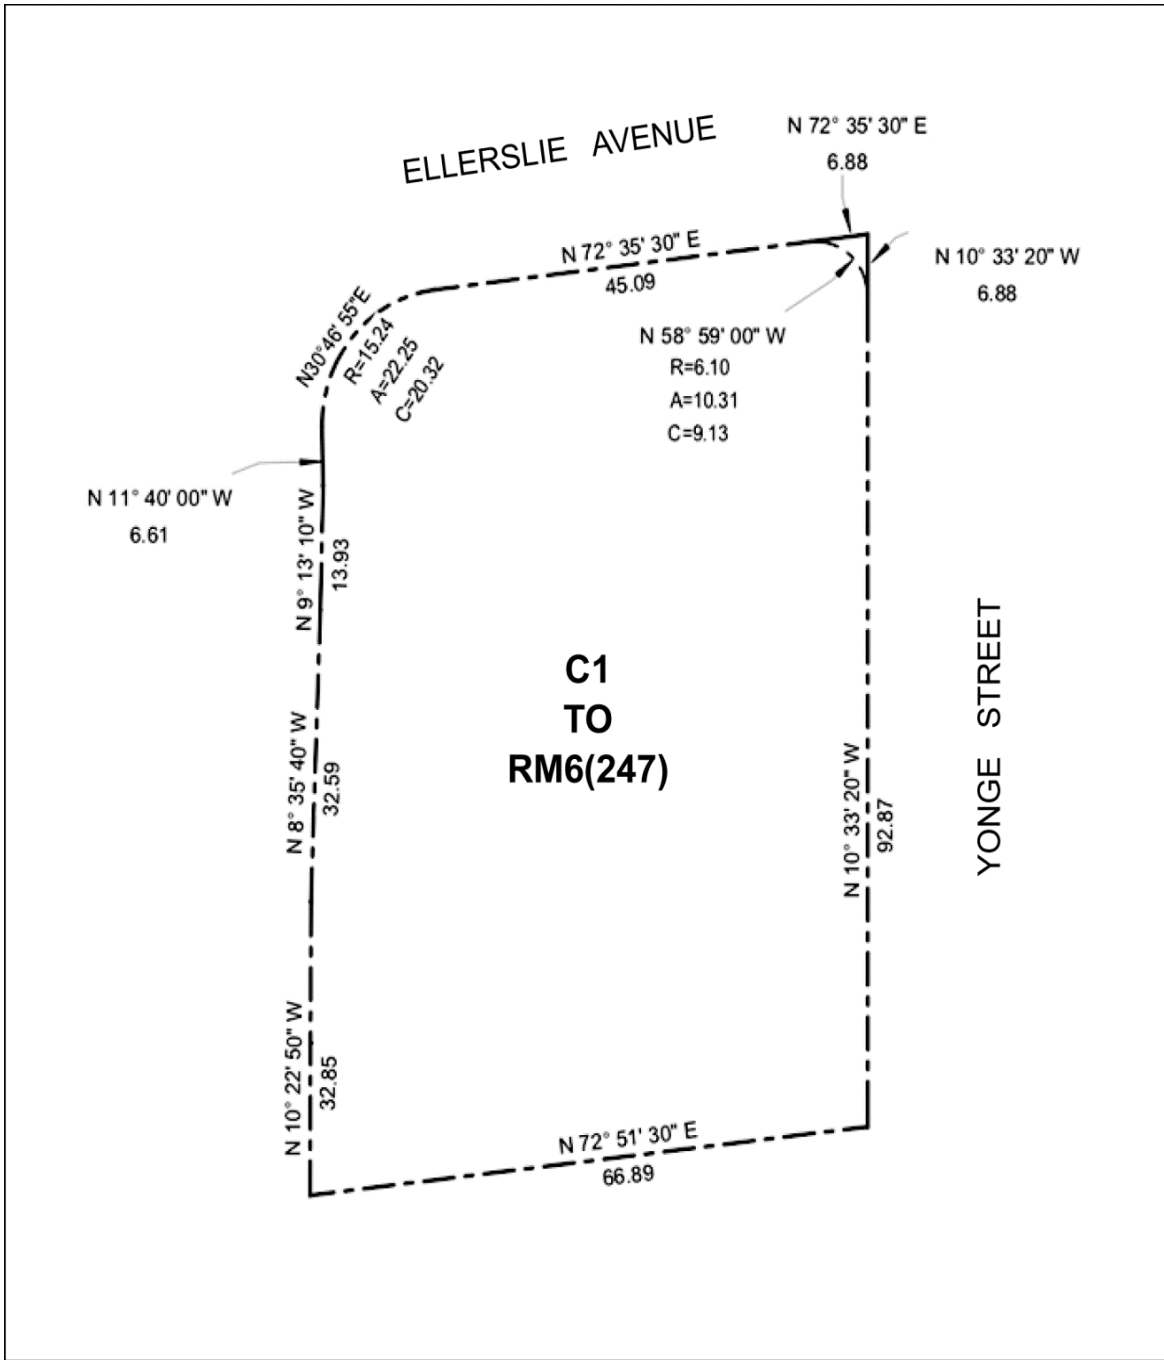 ELLERSLIE AVENUE
N 72° 35' 30" E
6.88
N 72° 35' 30" E
45.09
N 10° 33' 20" W
6.88
N30°46' 55"E
R=15.24
A=22.25
C=20.32
N 58° 59' 00" W
R=6.10
A=10.31
C=9.13
N 11° 40' 00" W
6.61
N 9° 13' 10" W
13.93
C1
TO
RM6(247)
YONGE STREET
N 8° 35' 40" W
32.59
N 10° 33' 20" W
92.87
N 10° 22' 50" W
32.85
N 72° 51' 30" E
66.89